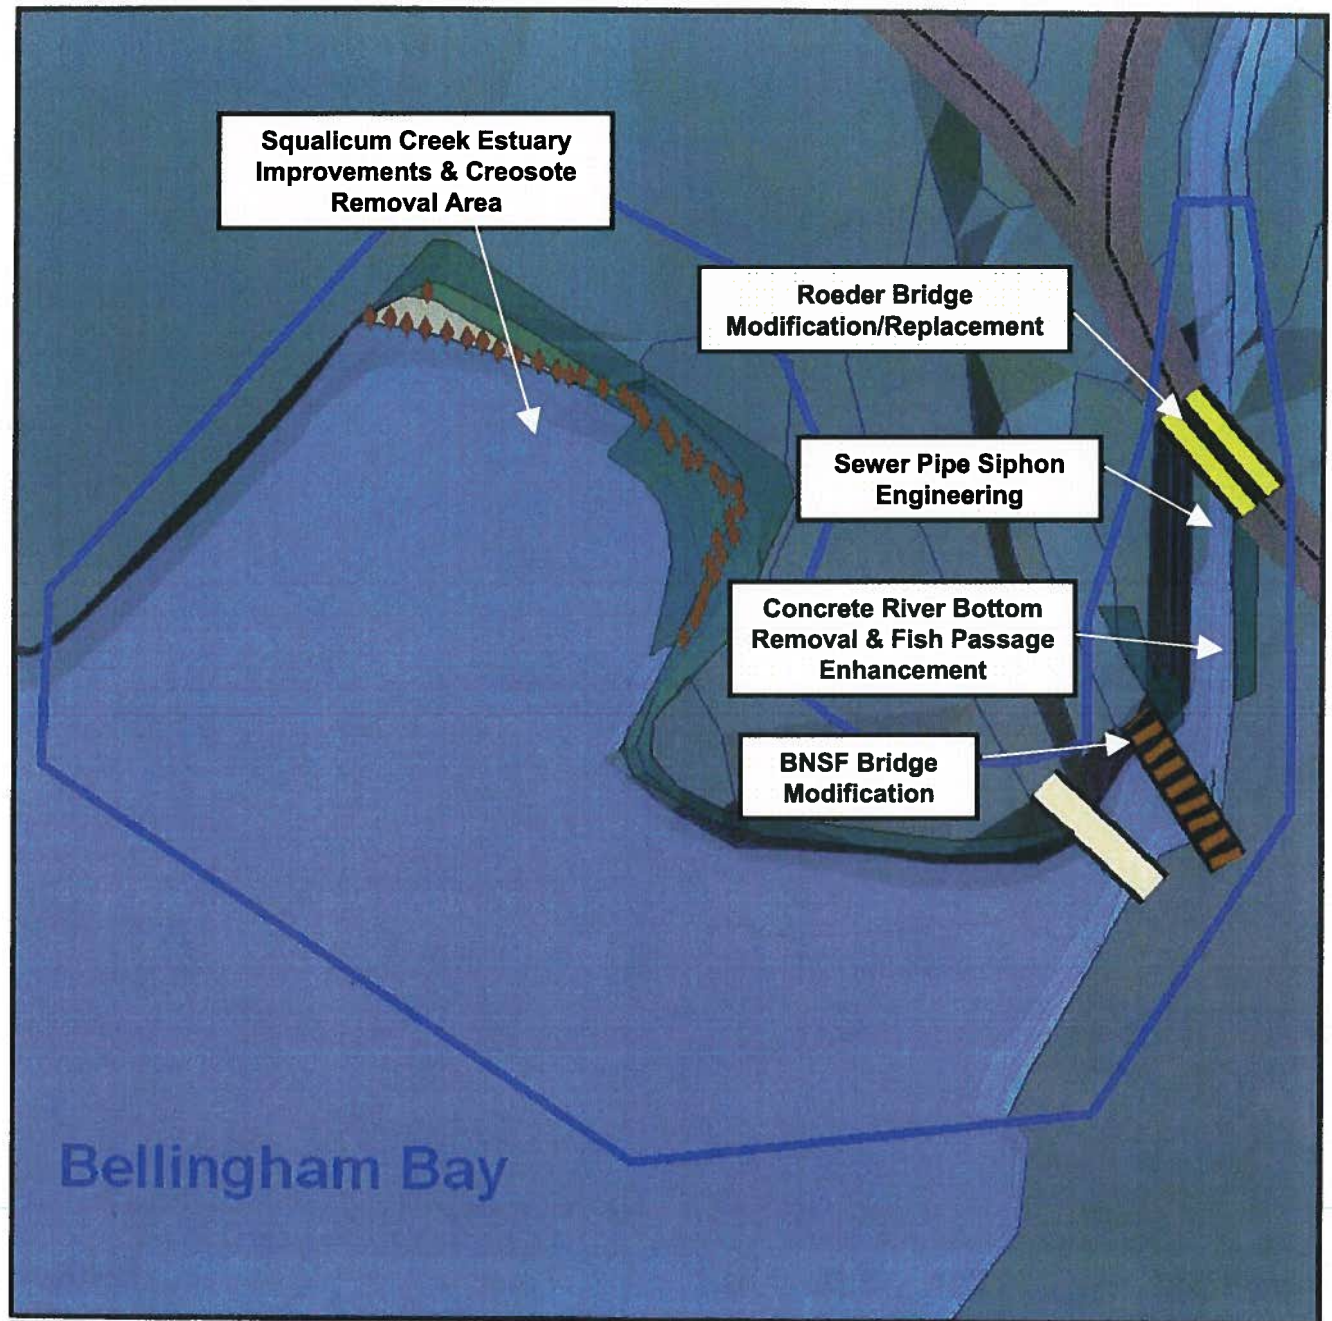 Squalicum Creek Estuary
Improvements & Creosote
Removal Area
Roeder Bridge
Modification/Replacement
Sewer Pipe Siphon
Engineering
Concrete River Bottom
Removal & Fish Passage
Enhancement
BNSF Bridge
Modification
Bellingham Bay